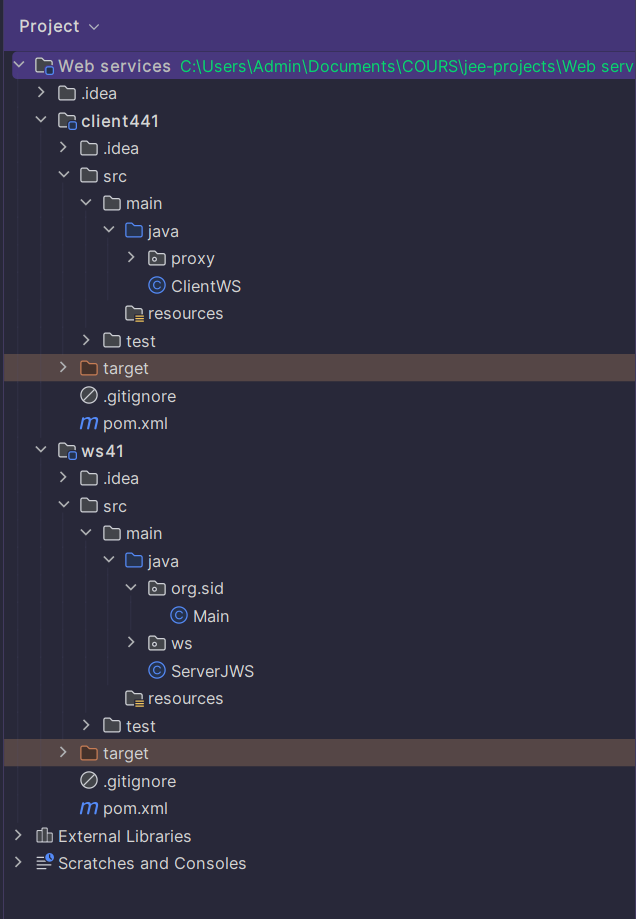 Project
Web services C:\Users\Admin\Documents\COURS\jee-projects\Web serv
.idea
client441
.idea
src
main
java
proxy
ClientWS
resources
test
target
.gitignore
pom.xml
ws41
.idea
src
main
java
org.sid
Main
ws
ServerJWS
resources
test
target
.gitignore
pom.xml
External Libraries
Scratches and Consoles